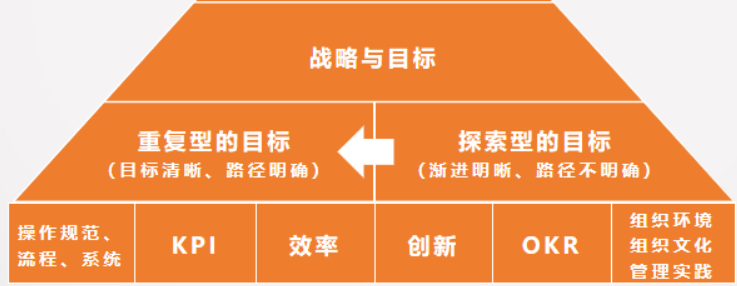 战略与目标
重复型的目标
（目标清晰、路径明确）
探索型的目标
（渐进明晰、路径不明确）
操作规范、
流程、系统
KPI
效率
创新
OKR
组织环境
组织文化
管理实践